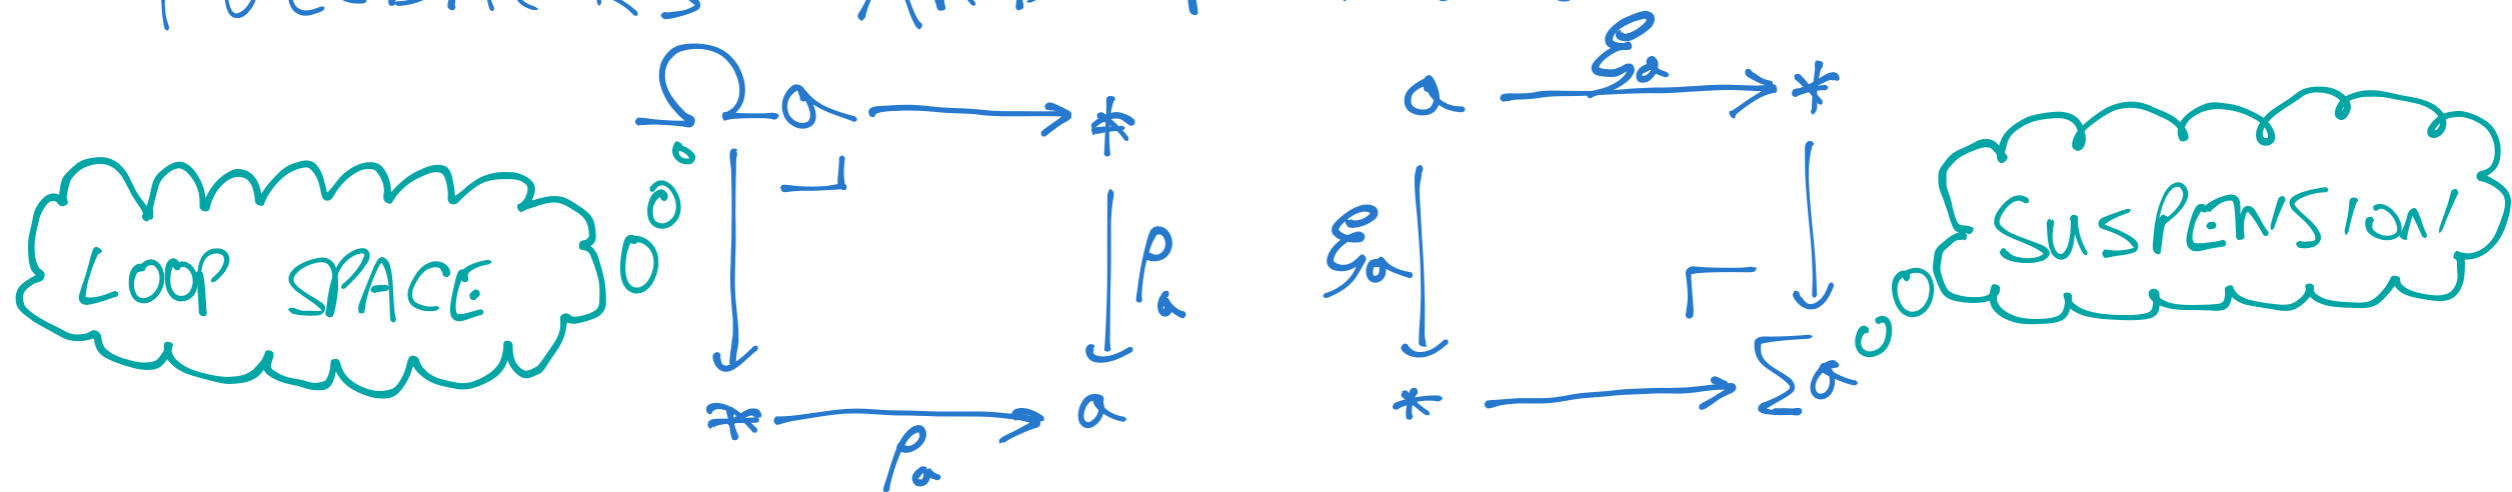 Ωa → *
⌟
LOOP SPACE
p_a
* → a
p_a
a → *
ε_a
ε_a
⌜
* → Σa
SUSPENSION